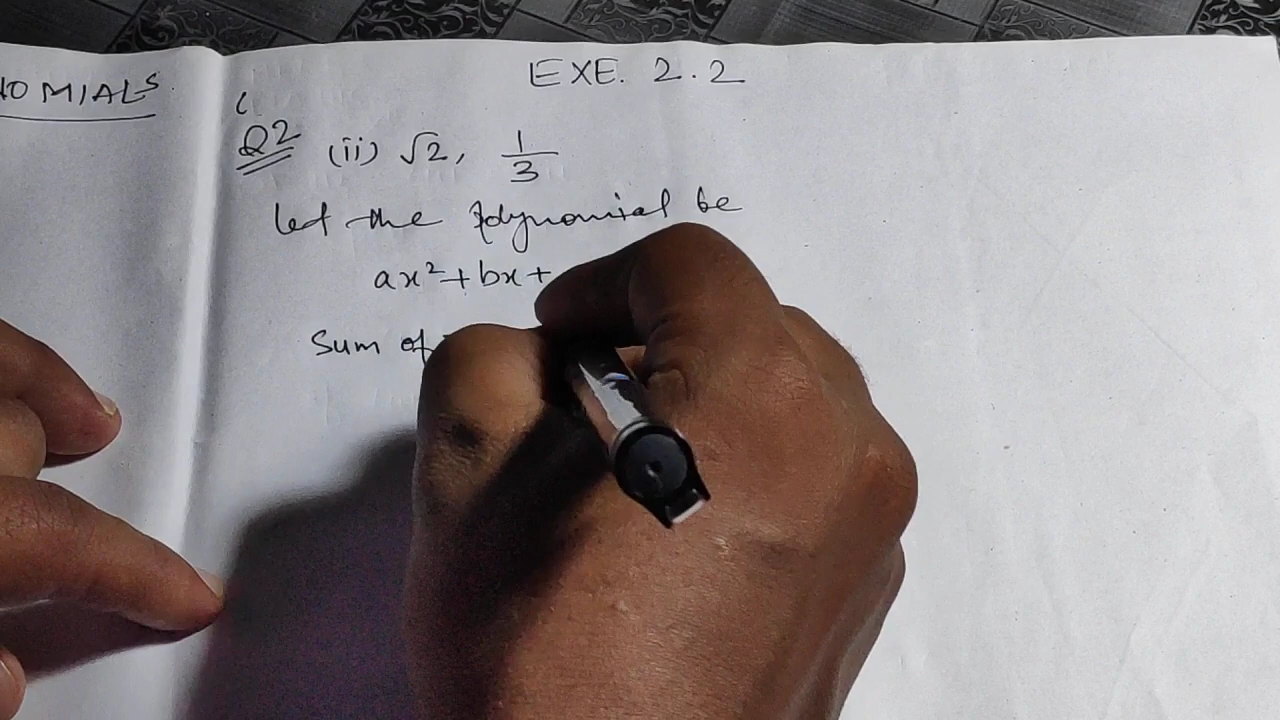 NOMIALS
EXE. 2.2
Q2 (ii) √2, 1/3
let the polynomial be
ax²+bx+
Sum of